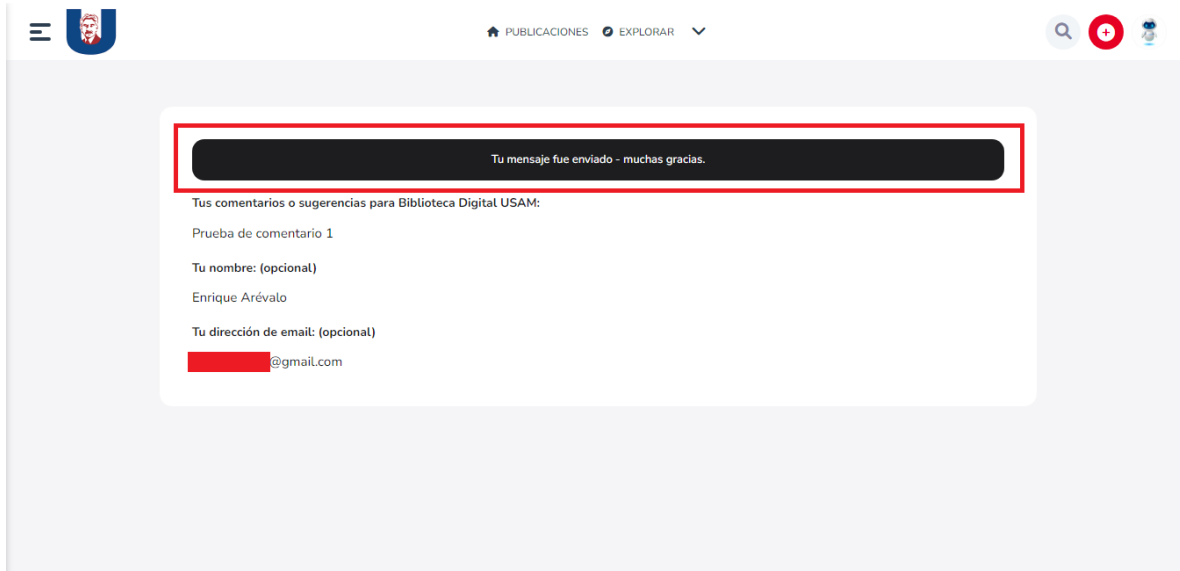 PUBLICACIONES EXPLORAR
Tu mensaje fue enviado - muchas gracias.
Tus comentarios o sugerencias para Biblioteca Digital USAM:
Prueba de comentario 1
Tu nombre: (opcional)
Enrique Arévalo
Tu dirección de email: (opcional)
@gmail.com